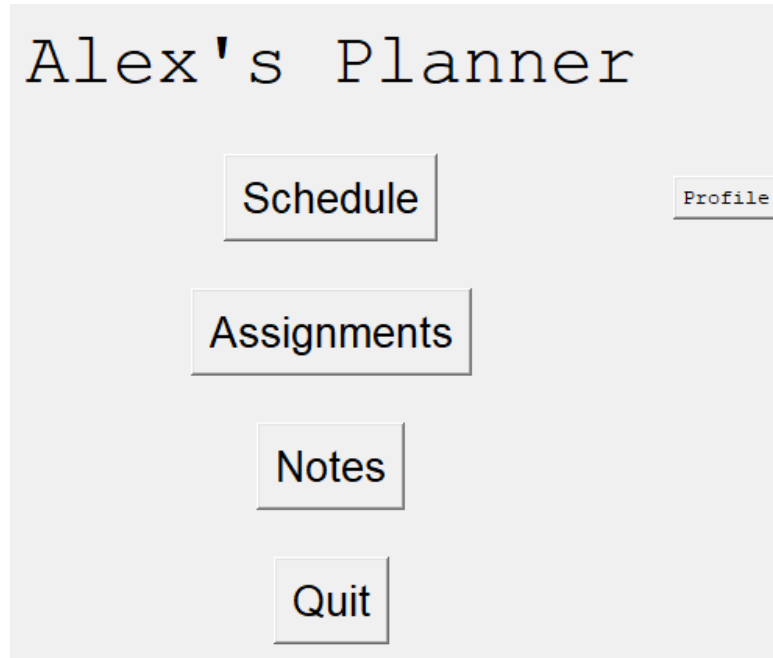 Alex's Planner
Schedule
Profile
Assignments
Notes
Quit